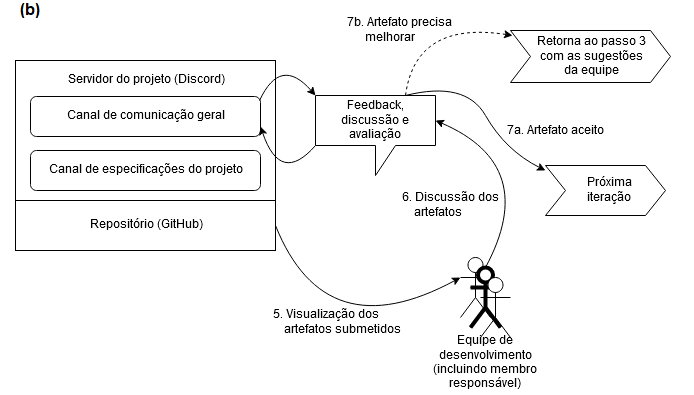 (b)
7b. Artefato precisa
melhorar
Retorna ao passo 3
com as sugestões
da equipe
Servidor do projeto (Discord)
Canal de comunicação geral
Feedback,
discussão e
avaliação
7a. Artefato aceito
Canal de especificações do projeto
Próxima
iteração
6. Discussão dos
artefatos
Repositório (GitHub)
5. Visualização dos
artefatos submetidos
Equipe de
desenvolvimento
(incluindo membro
responsável)